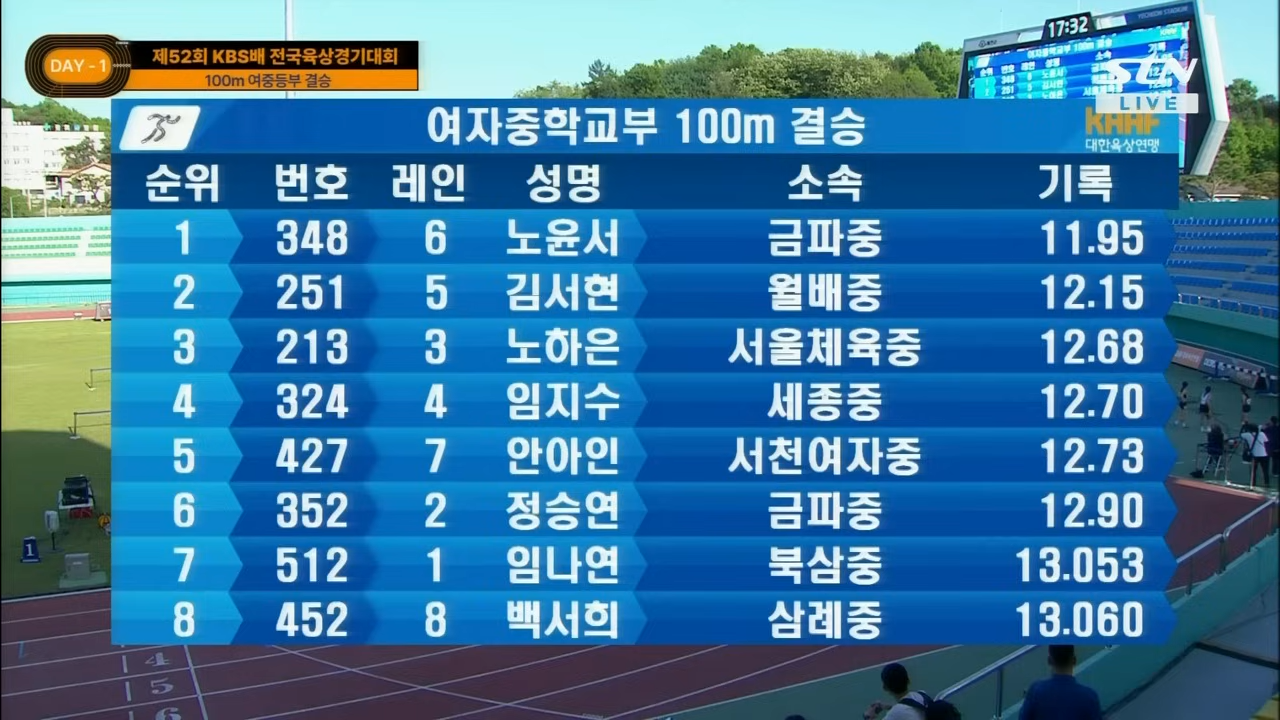 DAY - 1
제52회 KBS배 전국육상경기대회
100m 여중등부 결승
17:32
STN
LIVE
KAAF
대한육상연맹
여자중학교부 100m 결승
순위 번호 레인 성명 소속 기록
1 348 6 노윤서 금파중 11.95
2 251 5 김서현 월배중 12.15
3 213 3 노하은 서울체육중 12.68
4 324 4 임지수 세종중 12.70
5 427 7 안아인 서천여자중 12.73
6 352 2 정승연 금파중 12.90
7 512 1 임나연 북삼중 13.053
8 452 8 백서희 삼례중 13.060
1
4
5
6